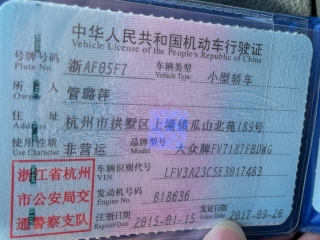 中华人民共和国机动车行驶证
Vehicle License of the People's Republic of China
号牌号码 浙AF05F7 车辆类型 小型轿车
Plate No. Vehicle Type
所有人 管璐萍
Owner
住址 杭州市拱墅区上塘镇瓜山北苑189号
Address
使用性质 非营运 品牌型号 大众牌FV7187FBDWG
Use Character Model
浙江省杭州市公安局交通警察支队
车辆识别代号 LFV3A23C5E3017483
VIN
发动机号码 B18636
Engine No.
注册日期 2015-01-15 发证日期 2017-09-26
Register Date Issue Date